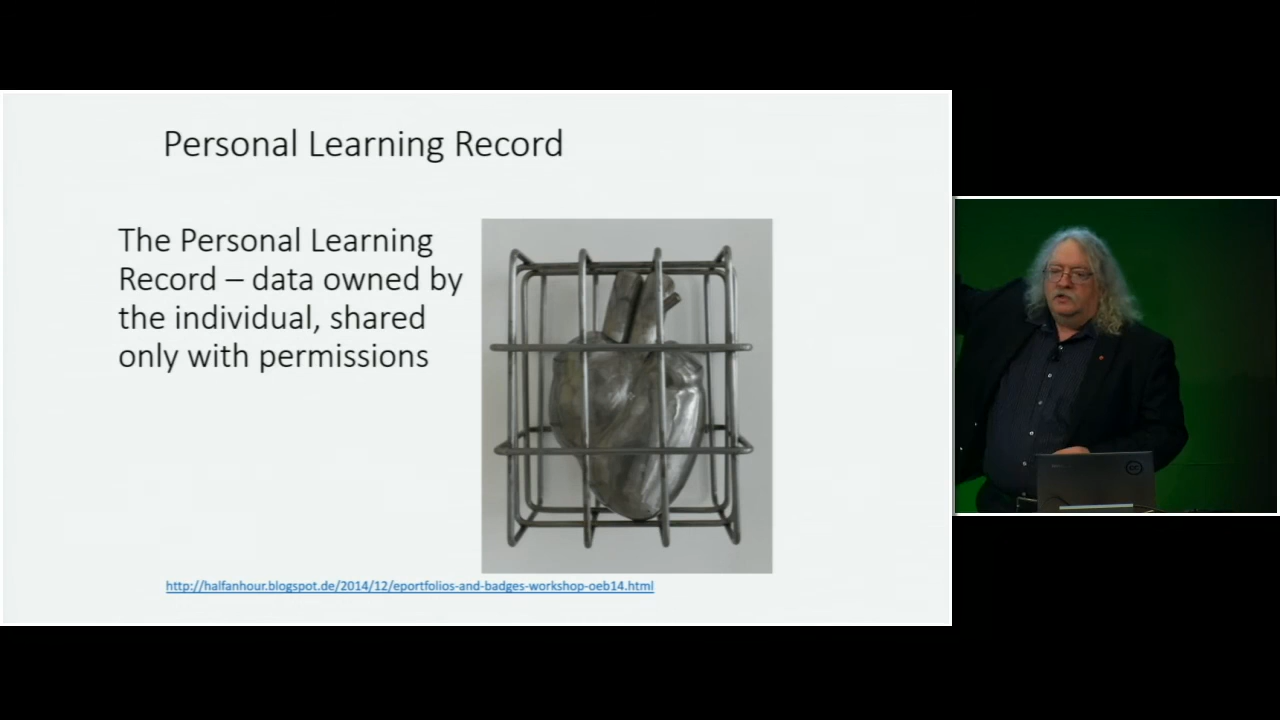 Personal Learning Record
The Personal Learning
Record – data owned by
the individual, shared
only with permissions
http://halfanhour.blogspot.de/2014/12/eportfolios-and-badges-workshop-oeb14.html
cc